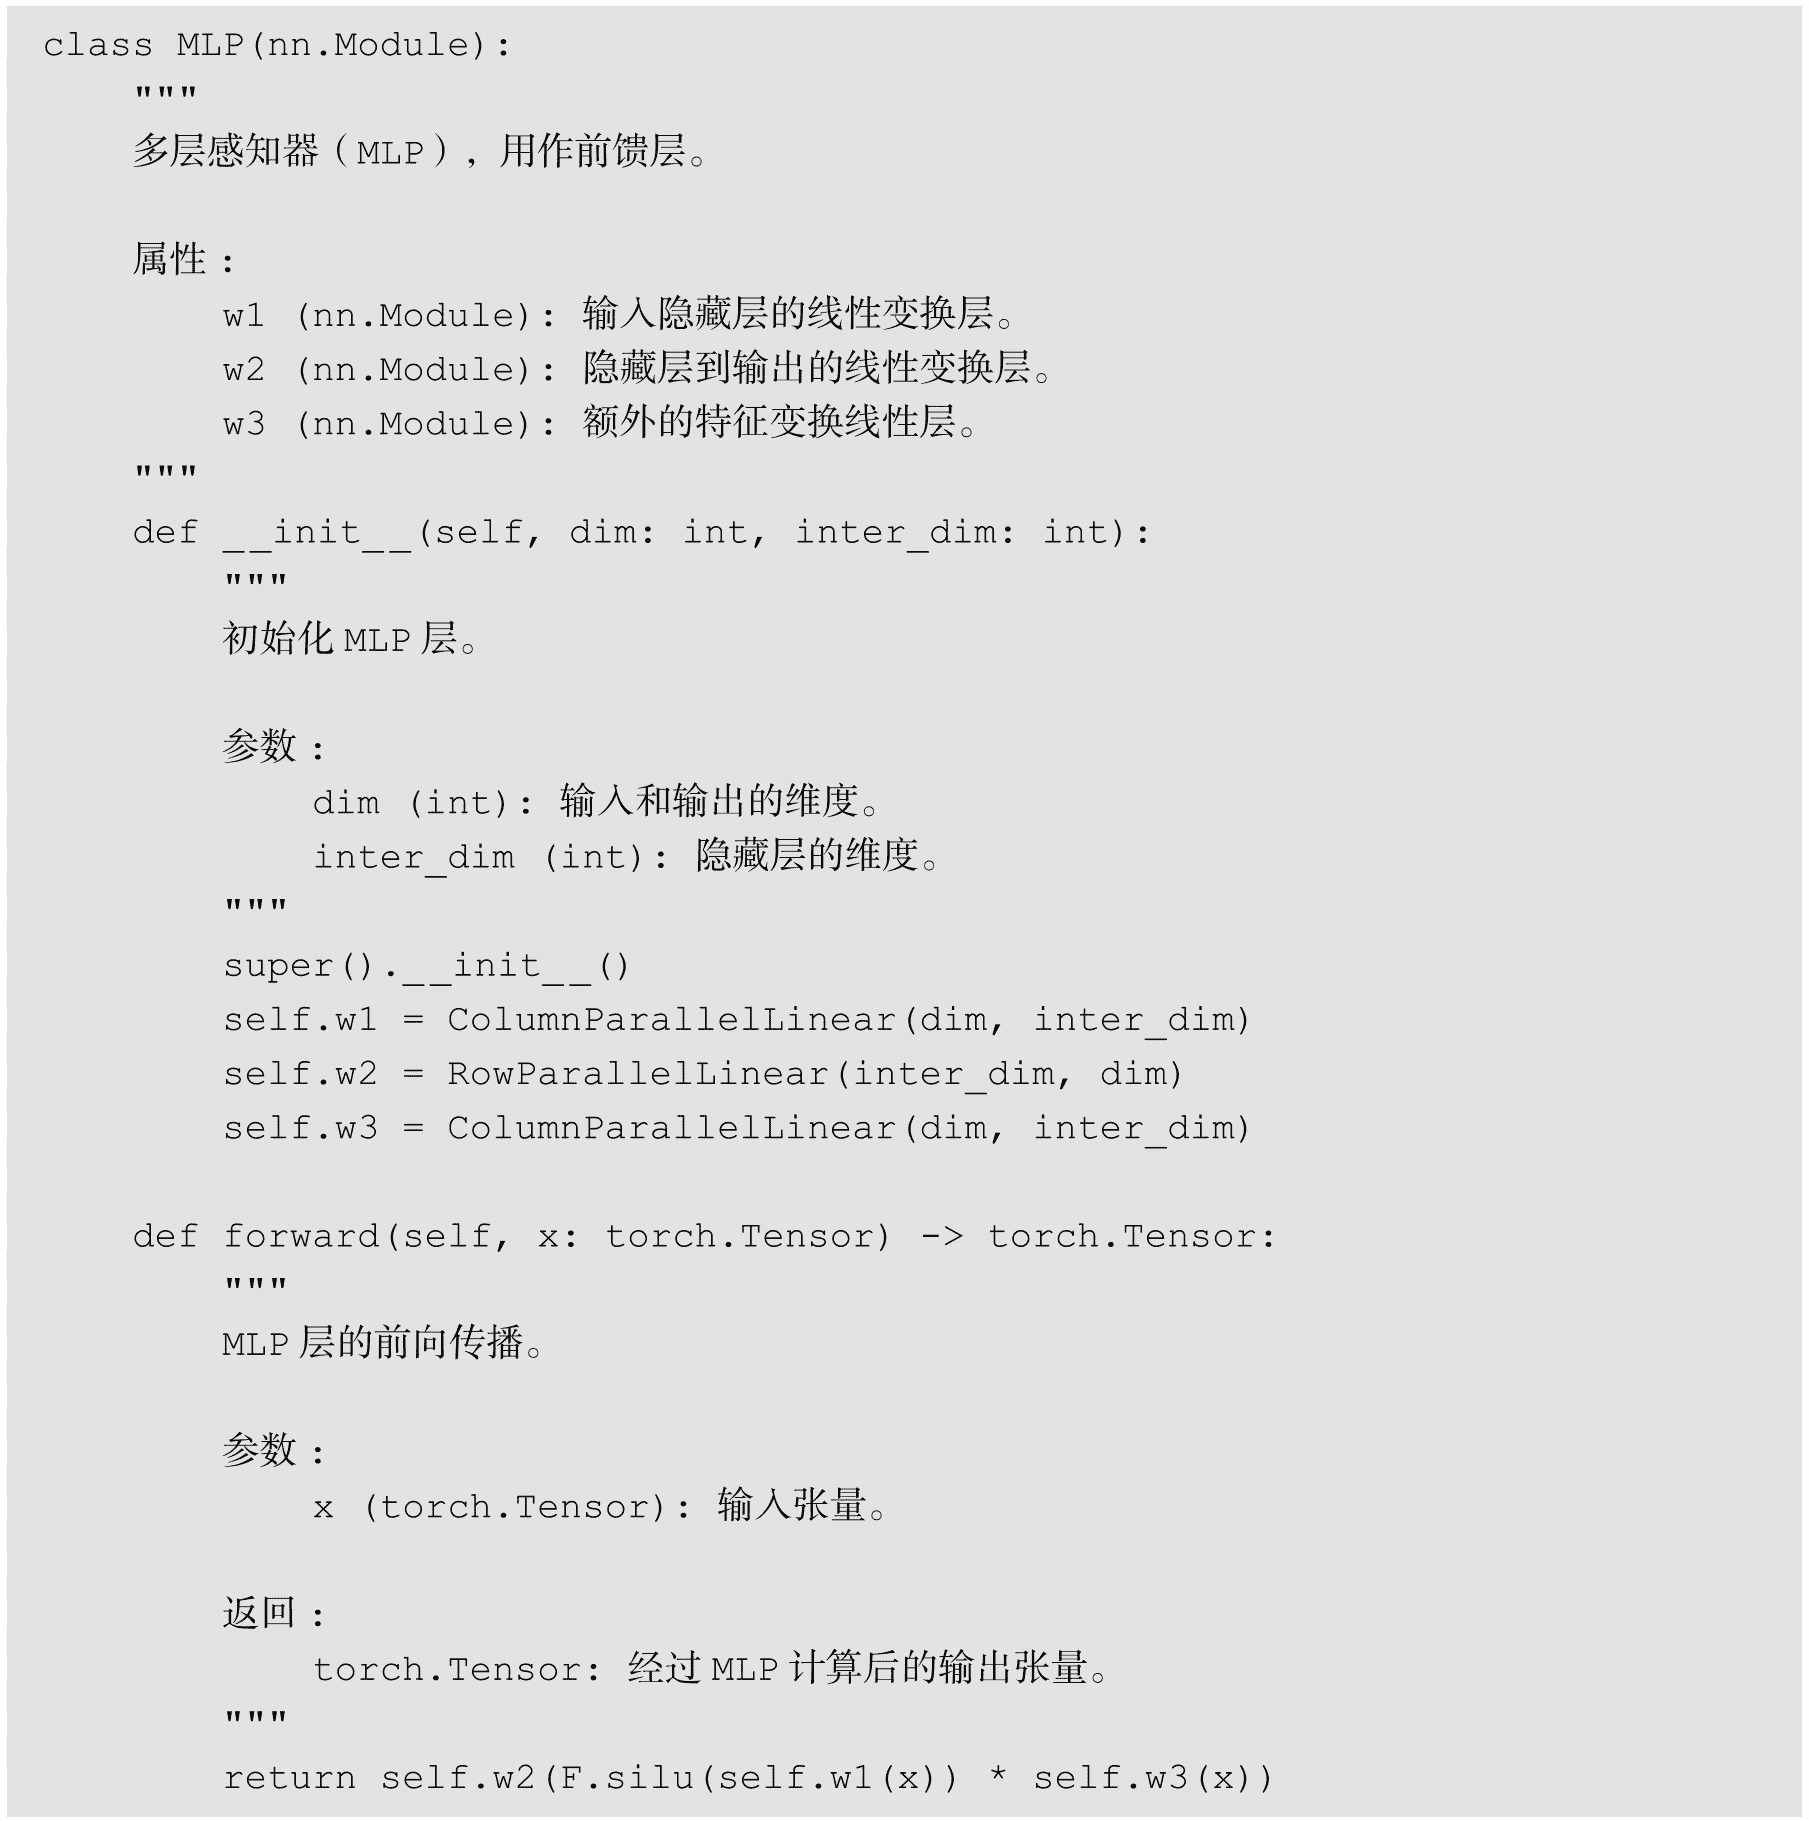 class MLP(nn.Module):
    """
    多层感知器（MLP），用作前馈层。

    属性：
        w1 (nn.Module): 输入隐藏层的线性变换层。
        w2 (nn.Module): 隐藏层到输出的线性变换层。
        w3 (nn.Module): 额外的特征变换线性层。
    """
    def __init__(self, dim: int, inter_dim: int):
        """
        初始化 MLP 层。

        参数：
            dim (int): 输入和输出的维度。
            inter_dim (int): 隐藏层的维度。
        """
        super().__init__()
        self.w1 = ColumnParallelLinear(dim, inter_dim)
        self.w2 = RowParallelLinear(inter_dim, dim)
        self.w3 = ColumnParallelLinear(dim, inter_dim)

    def forward(self, x: torch.Tensor) -> torch.Tensor:
        """
        MLP 层的前向传播。

        参数：
            x (torch.Tensor): 输入张量。

        返回：
            torch.Tensor: 经过 MLP 计算后的输出张量。
        """
        return self.w2(F.silu(self.w1(x)) * self.w3(x))